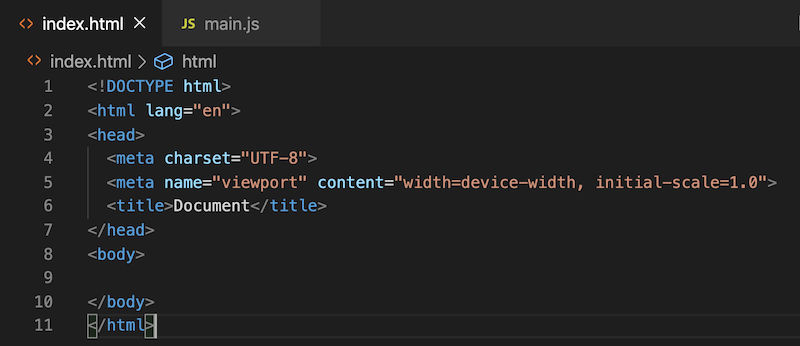 index.html
JS main.js
index.html > html
1 <!DOCTYPE html>
2 <html lang="en">
3 <head>
4 <meta charset="UTF-8">
5 <meta name="viewport" content="width=device-width, initial-scale=1.0">
6 <title>Document</title>
7 </head>
8 <body>
9
10 </body>
11 </html>